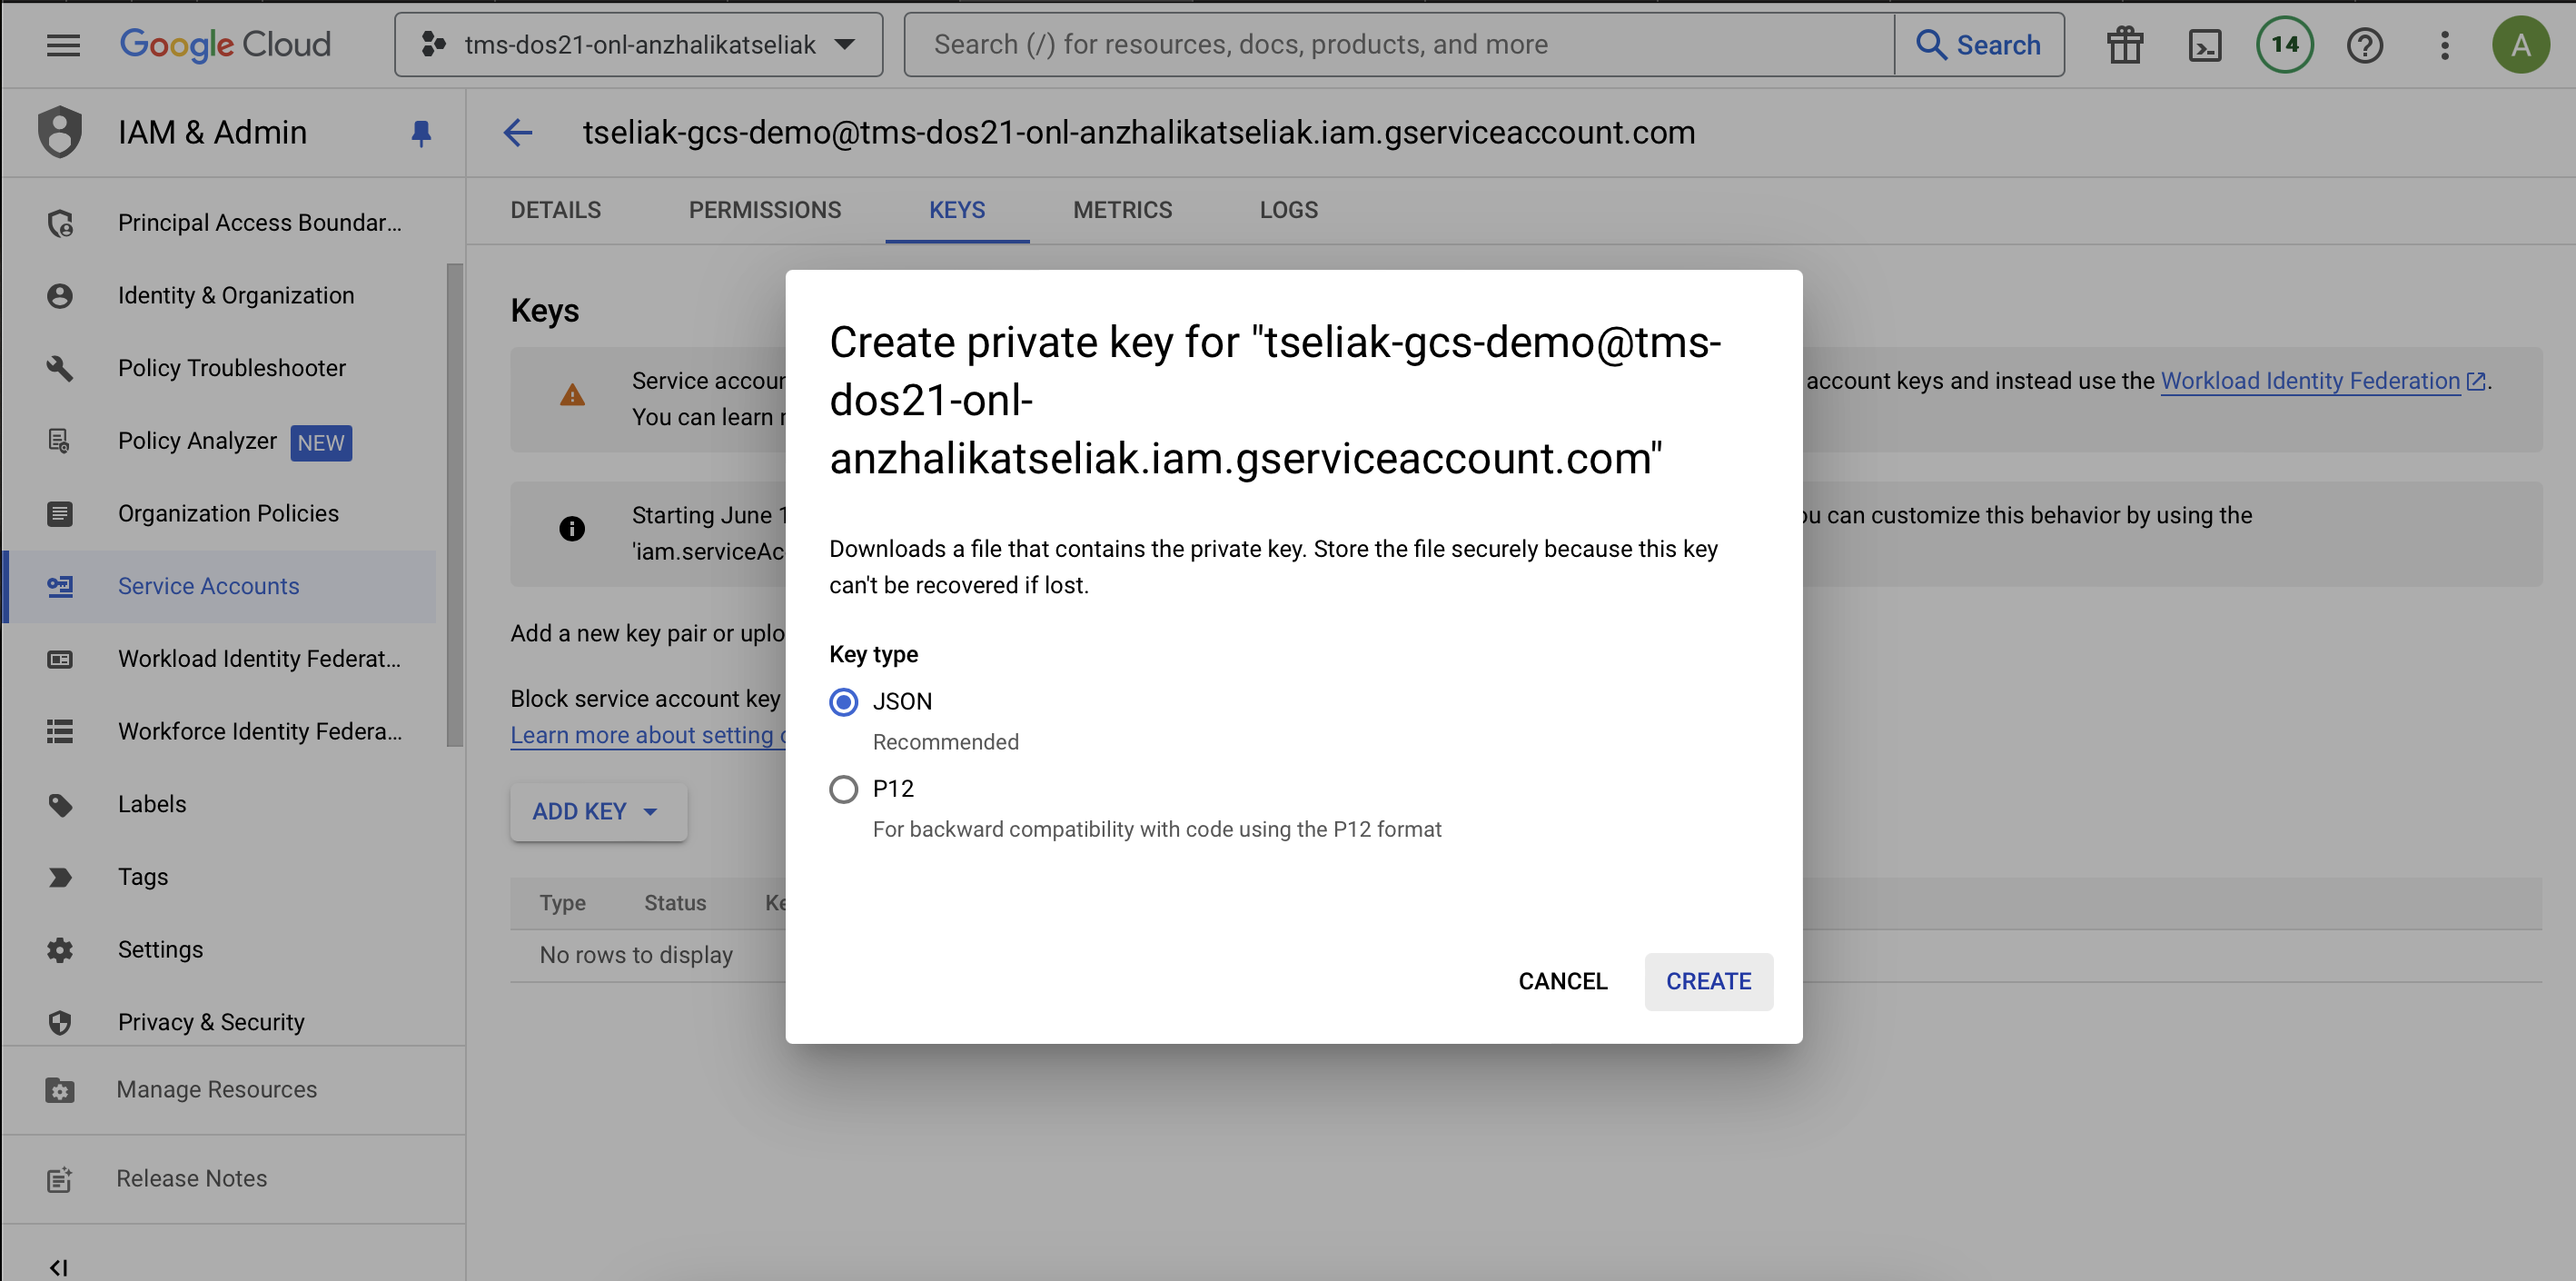 Google Cloud
tms-dos21-onl-anzhalikatseliak
Search (/) for resources, docs, products, and more
Search
14
A
IAM & Admin
tseliak-gcs-demo@tms-dos21-onl-anzhalikatseliak.iam.gserviceaccount.com
Principal Access Boundar...
Identity & Organization
Policy Troubleshooter
Policy Analyzer NEW
Organization Policies
Service Accounts
Workload Identity Federat...
Workforce Identity Federa...
Labels
Tags
Settings
Privacy & Security
Manage Resources
Release Notes
DETAILS PERMISSIONS KEYS METRICS LOGS
Keys
Service accour
account keys and instead use the Workload Identity Federation.
You can learn
Starting June
can customize this behavior by using the
'iam.serviceAc
Add a new key pair or uplo
Block service account key
Learn more about setting
ADD KEY
Type Status Ke
No rows to display
Create private key for "tseliak-gcs-demo@tms-
dos21-onl-
anzhalikatseliak.iam.gserviceaccount.com"
Downloads a file that contains the private key. Store the file securely because this key
can't be recovered if lost.
Key type
JSON
Recommended
P12
For backward compatibility with code using the P12 format
CANCEL CREATE